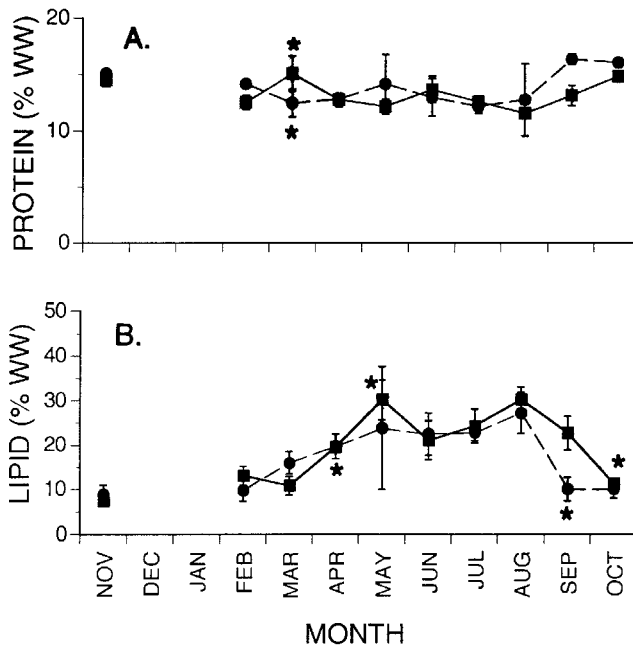 A.
PROTEIN (% WW)
20
10
0
B.
LIPID (% WW)
50
40
30
20
10
0
NOV DEC JAN FEB MAR APR MAY JUN JUL AUG SEP OCT
MONTH